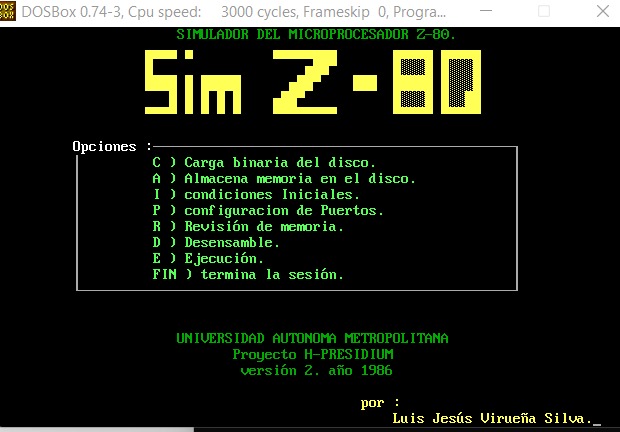 DOSBox 0.74-3, Cpu speed: 3000 cycles, Frameskip 0, Progra...
SIMULADOR DEL MICROPROCESADOR Z-80.
Sim Z-80
Opciones :
C ) Carga binaria del disco.
A ) Almacena memoria en el disco.
I ) condiciones Iniciales.
P ) configuracion de Puertos.
R ) Revisión de memoria.
D ) Desensamble.
E ) Ejecución.
FIN ) termina la sesión.
UNIVERSIDAD AUTONOMA METROPOLITANA
Proyecto H-PRESIDIUM
versión 2. año 1986
por :
Luis Jesús Virueña Silva._